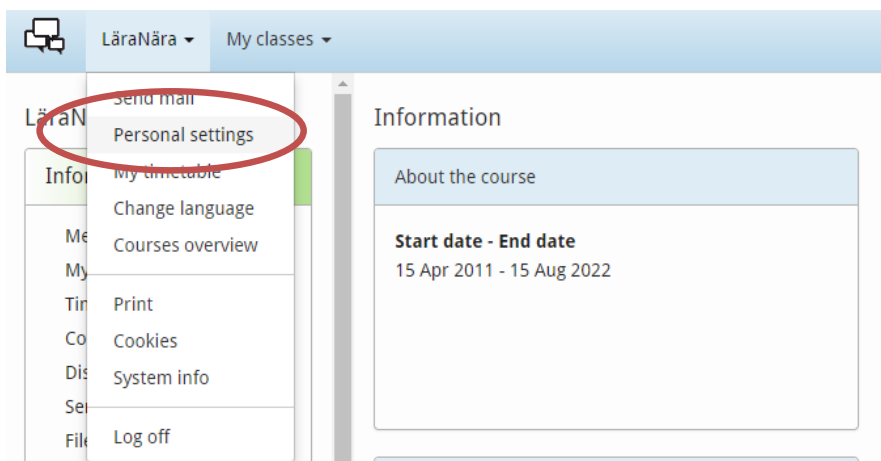 LäraNära My classes
Send mail
Personal settings
My timetable
Change language
Courses overview
Print
Cookies
System info
Log off
Information
About the course
Start date - End date
15 Apr 2011 - 15 Aug 2022